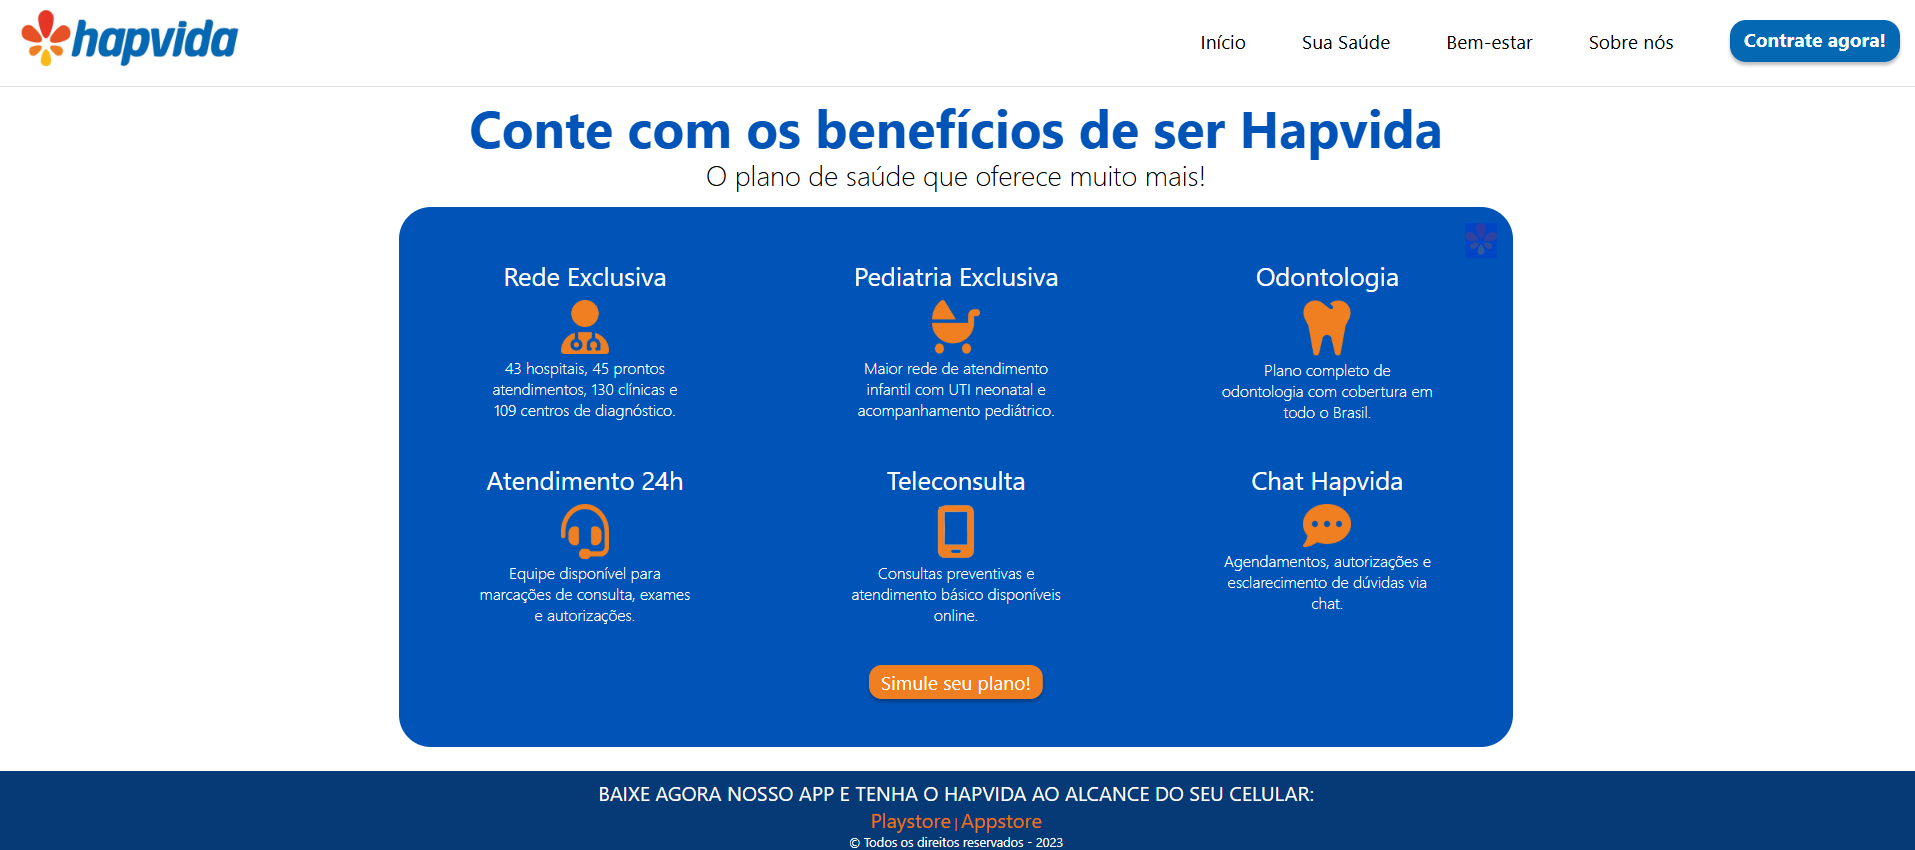 hapvida
Início
Sua Saúde
Bem-estar
Sobre nós
Contrate agora!
Conte com os benefícios de ser Hapvida
O plano de saúde que oferece muito mais!
Rede Exclusiva
43 hospitais, 45 prontos
atendimentos, 130 clínicas e
109 centros de diagnóstico.
Pediatria Exclusiva
Maior rede de atendimento
infantil com UTI neonatal e
acompanhamento pediátrico.
Odontologia
Plano completo de
odontologia com cobertura em
todo o Brasil.
Atendimento 24h
Equipe disponível para
marcações de consulta, exames
e autorizações.
Teleconsulta
Consultas preventivas e
atendimento básico disponíveis
online.
Chat Hapvida
Agendamentos, autorizações e
esclarecimento de dúvidas via
chat.
Simule seu plano!
BAIXE AGORA NOSSO APP E TENHA O HAPVIDA AO ALCANCE DO SEU CELULAR:
Playstore | Appstore
© Todos os direitos reservados - 2023